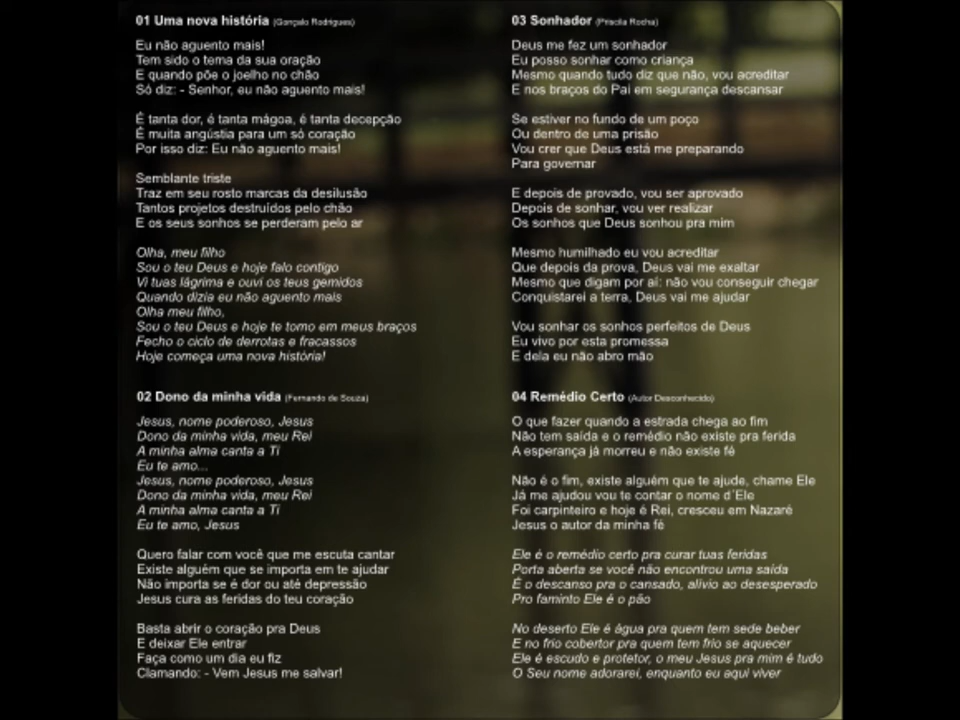 01 Uma nova história (Gonçalo Rodrigues)
Eu não aguento mais!
Tem sido o tema da sua oração
E quando põe o joelho no chão
Só diz: - Senhor, eu não aguento mais!
É tanta dor, é tanta mágoa, é tanta decepção
É muita angústia para um só coração
Por isso diz: Eu não aguento mais!
Semblante triste
Traz em seu rosto marcas da desilusão
Tantos projetos destruídos pelo chão
E os seus sonhos se perderam pelo ar
Olha, meu filho
Sou o teu Deus e hoje falo contigo
Vi tuas lágrima e ouvi os teus gemidos
Quando dizia eu não aguento mais
Olha meu filho,
Sou o teu Deus e hoje te tomo em meus braços
Fecho o ciclo de derrotas e fracassos
Hoje começa uma nova história!
02 Dono da minha vida (Fernando de Souza)
Jesus, nome poderoso, Jesus
Dono da minha vida, meu Rei
A minha alma canta a Ti
Eu te amo...
Jesus, nome poderoso, Jesus
Dono da minha vida, meu Rei
A minha alma canta a Ti
Eu te amo, Jesus
Quero falar com você que me escuta cantar
Existe alguém que se importa em te ajudar
Não importa se é dor ou até depressão
Jesus cura as feridas do teu coração
Basta abrir o coração pra Deus
E deixar Ele entrar
Faça como um dia eu fiz
Clamando: - Vem Jesus me salvar!
03 Sonhador (Priscila Rocha)
Deus me fez um sonhador
Eu posso sonhar como criança
Mesmo quando tudo diz que não, vou acreditar
E nos braços do Pai em segurança descansar
Se estiver no fundo de um poço
Ou dentro de uma prisão
Vou crer que Deus está me preparando
Para governar
E depois de provado, vou ser aprovado
Depois de sonhar, vou ver realizar
Os sonhos que Deus sonhou pra mim
Mesmo humilhado eu vou acreditar
Que depois da prova, Deus vai me exaltar
Mesmo que digam por aí: não vou conseguir chegar
Conquistarei a terra, Deus vai me ajudar
Vou sonhar os sonhos perfeitos de Deus
Eu vivo por esta promessa
E dela eu não abro mão
04 Remédio Certo (Autor Desconhecido)
O que fazer quando a estrada chega ao fim
Não tem saída e o remédio não existe pra ferida
A esperança já morreu e não existe fé
Não é o fim, existe alguém que te ajude, chame Ele
Já me ajudou vou te contar o nome d´Ele
Foi carpinteiro e hoje é Rei, cresceu em Nazaré
Jesus o autor da minha fé
Ele é o remédio certo pra curar tuas feridas
Porta aberta se você não encontrou uma saída
É o descanso pra o cansado, alívio ao desesperado
Pro faminto Ele é o pão
No deserto Ele é água pra quem tem sede beber
E no frio cobertor pra quem tem frio se aquecer
Ele é escudo e protetor, o meu Jesus pra mim é tudo
O Seu nome adorarei, enquanto eu aqui viver